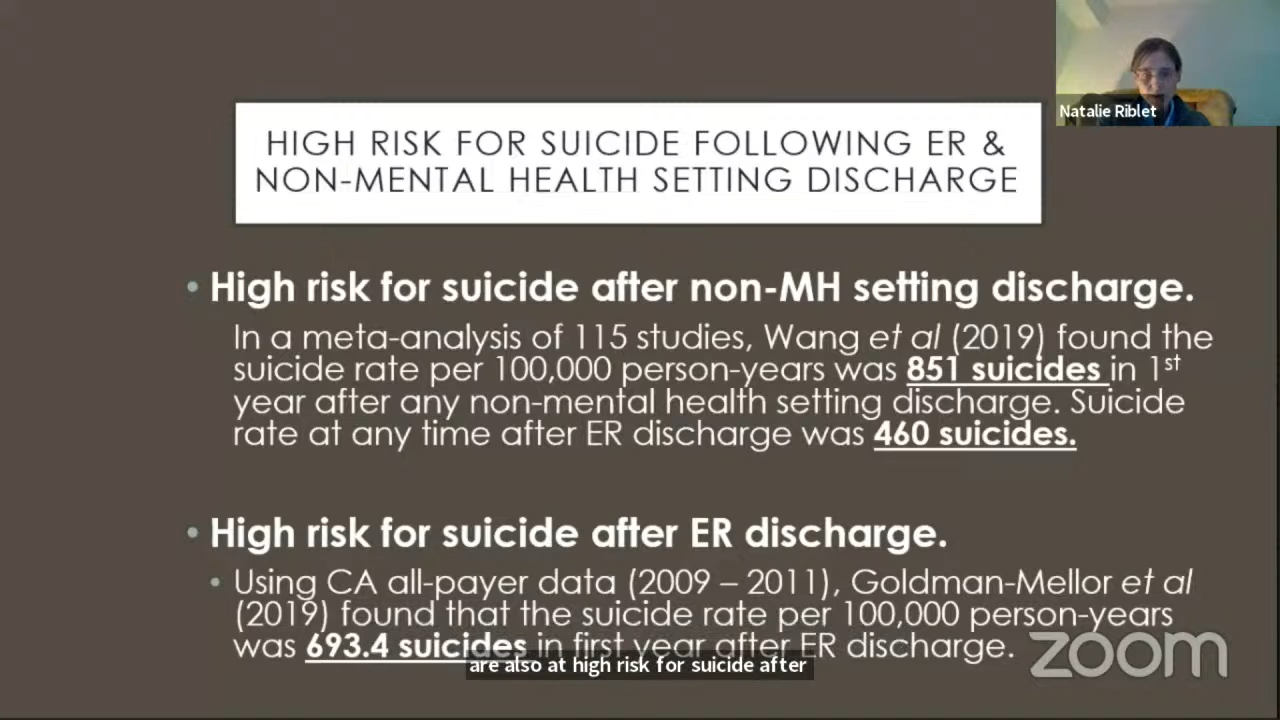 Natalie Riblet
HIGH RISK FOR SUICIDE FOLLOWING ER &
NON-MENTAL HEALTH SETTING DISCHARGE
• High risk for suicide after non-MH setting discharge.
In a meta-analysis of 115 studies, Wang et al (2019) found the
suicide rate per 100,000 person-years was 851 suicides in 1st
year after any non-mental health setting discharge. Suicide
rate at any time after ER discharge was 460 suicides.
• High risk for suicide after ER discharge.
• Using CA all-payer data (2009 – 2011), Goldman-Mellor et al
(2019) found that the suicide rate per 100,000 person-years
was 693.4 suicides in first year after ER discharge.
are also at high risk for suicide after
zoom